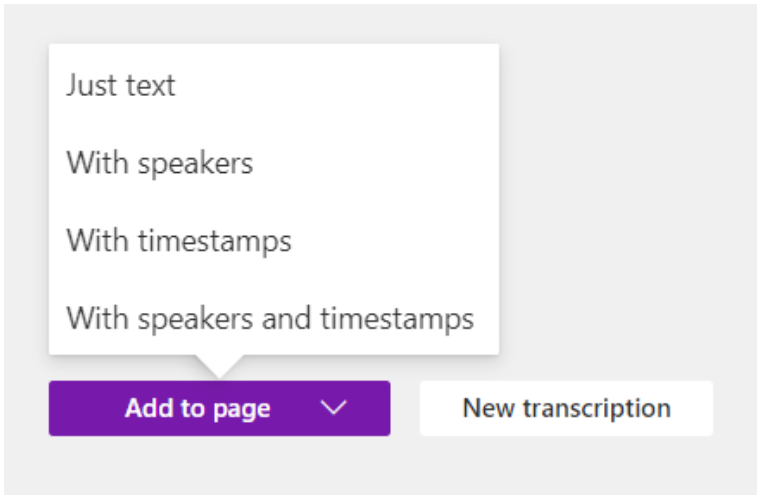 Just text
With speakers
With timestamps
With speakers and timestamps
Add to page
New transcription